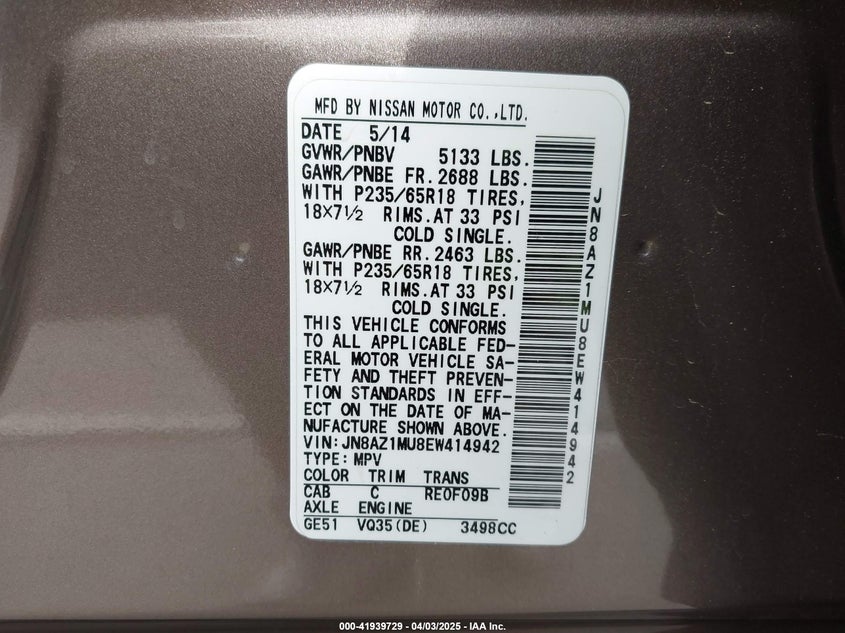 MFD BY NISSAN MOTOR CO.,LTD.
DATE 5/14
GVWR/PNBV 5133 LBS.
GAWR/PNBE FR. 2688 LBS.
WITH P235/65R18 TIRES,
18×7½ RIMS. AT 33 PSI
COLD SINGLE.
GAWR/PNBE RR. 2463 LBS.
WITH P235/65R18 TIRES,
18×7½ RIMS. AT 33 PSI
COLD SINGLE.
THIS VEHICLE CONFORMS
TO ALL APPLICABLE FED-
ERAL MOTOR VEHICLE SA-
FETY AND THEFT PREVEN-
TION STANDARDS IN EFF-
ECT ON THE DATE OF MA-
NUFACTURE SHOWN ABOVE.
VIN: JN8AZ1MU8EW414942
TYPE: MPV
COLOR TRIM TRANS
CAB C RE0F09B
AXLE ENGINE
GE51 VQ35(DE) 3498CC
JN8AZ1MU8EW414942
000-41939729 - 04/03/2025 - IAA Inc.